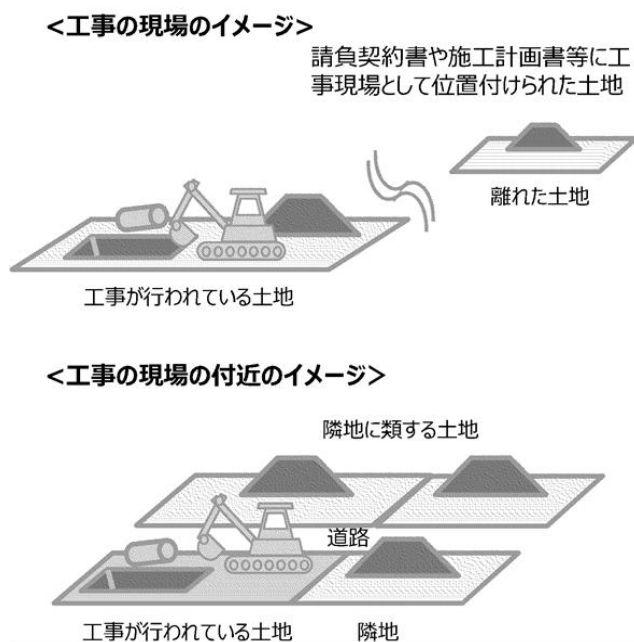 <工事の現場のイメージ>
請負契約書や施工計画書等に工
事現場として位置付けられた土地
離れた土地
工事が行われている土地
<工事の現場の付近のイメージ>
隣地に類する土地
道路
工事が行われている土地
隣地